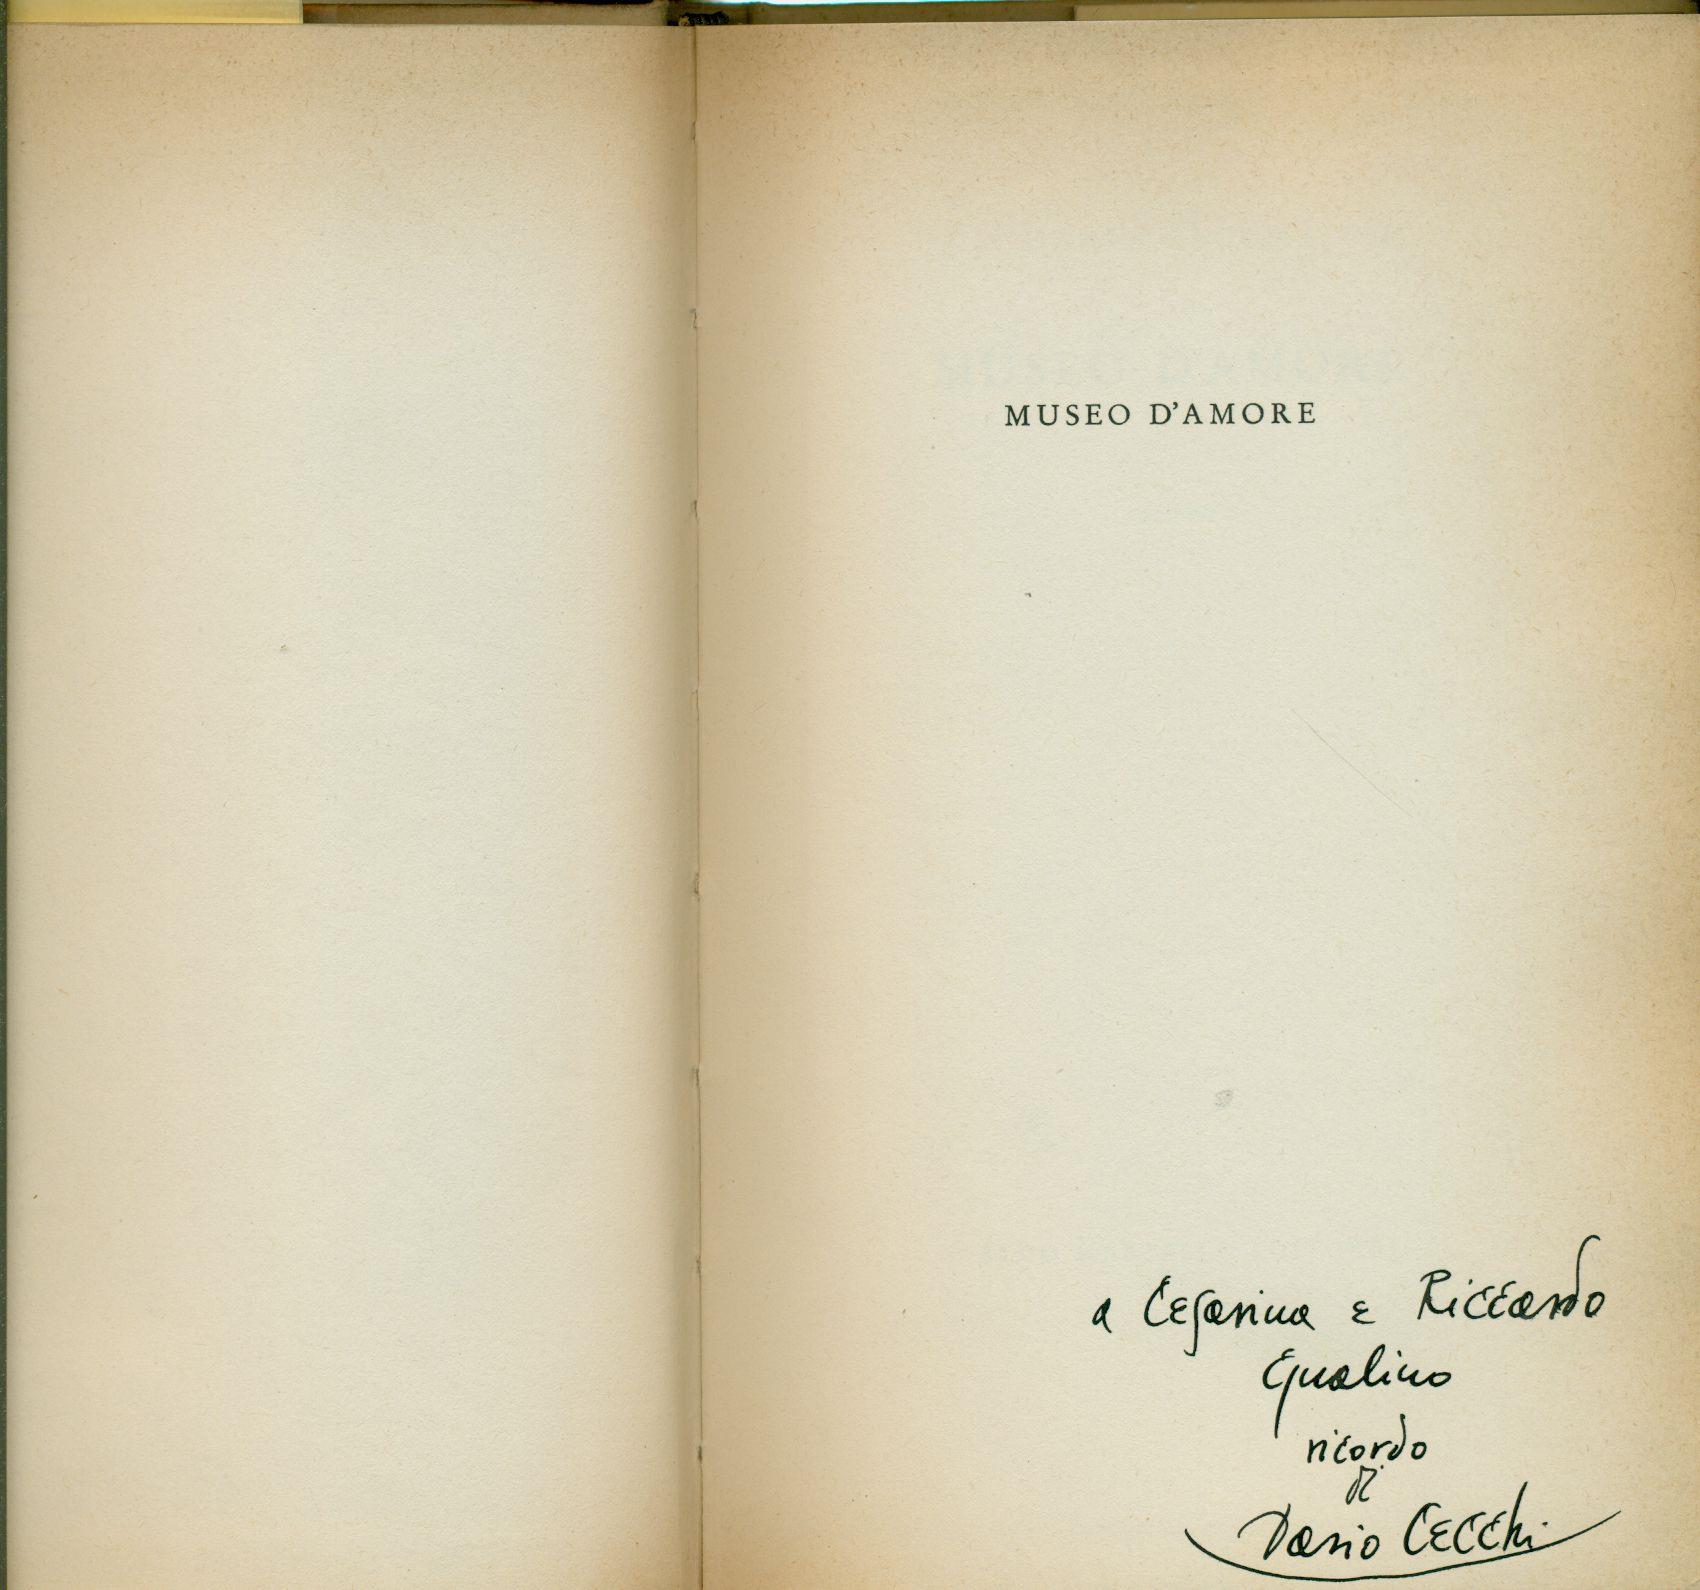 MUSEO D'AMORE
a Cesarina e Riccardo
Gualino
ricordo
di
Dario Cecchi